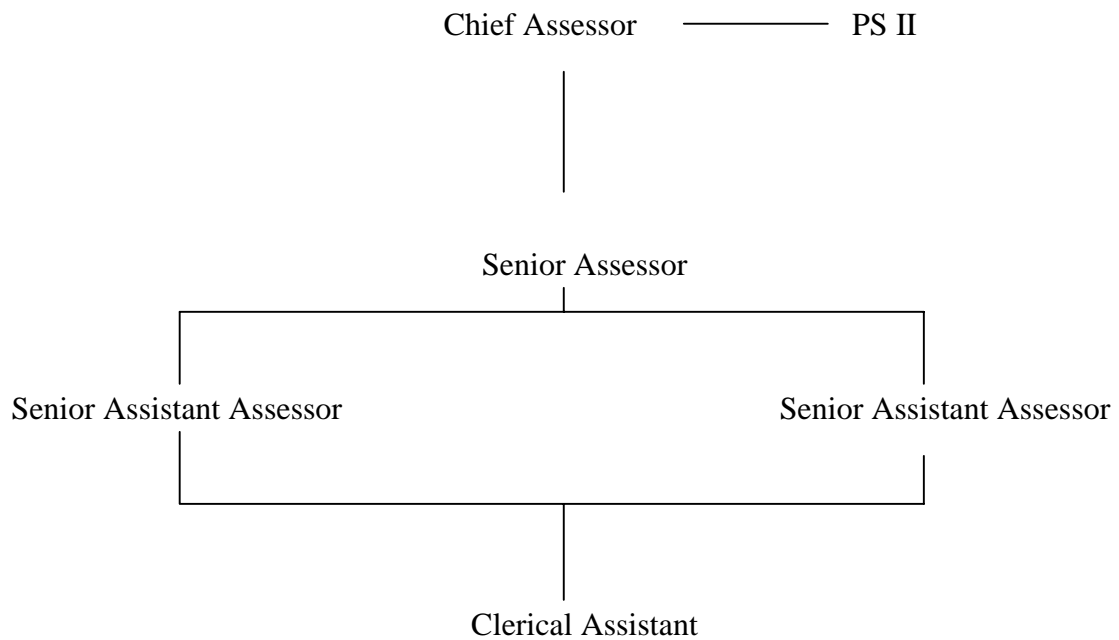 Chief Assessor PS II
Senior Assessor
Senior Assistant Assessor Senior Assistant Assessor
Clerical Assistant